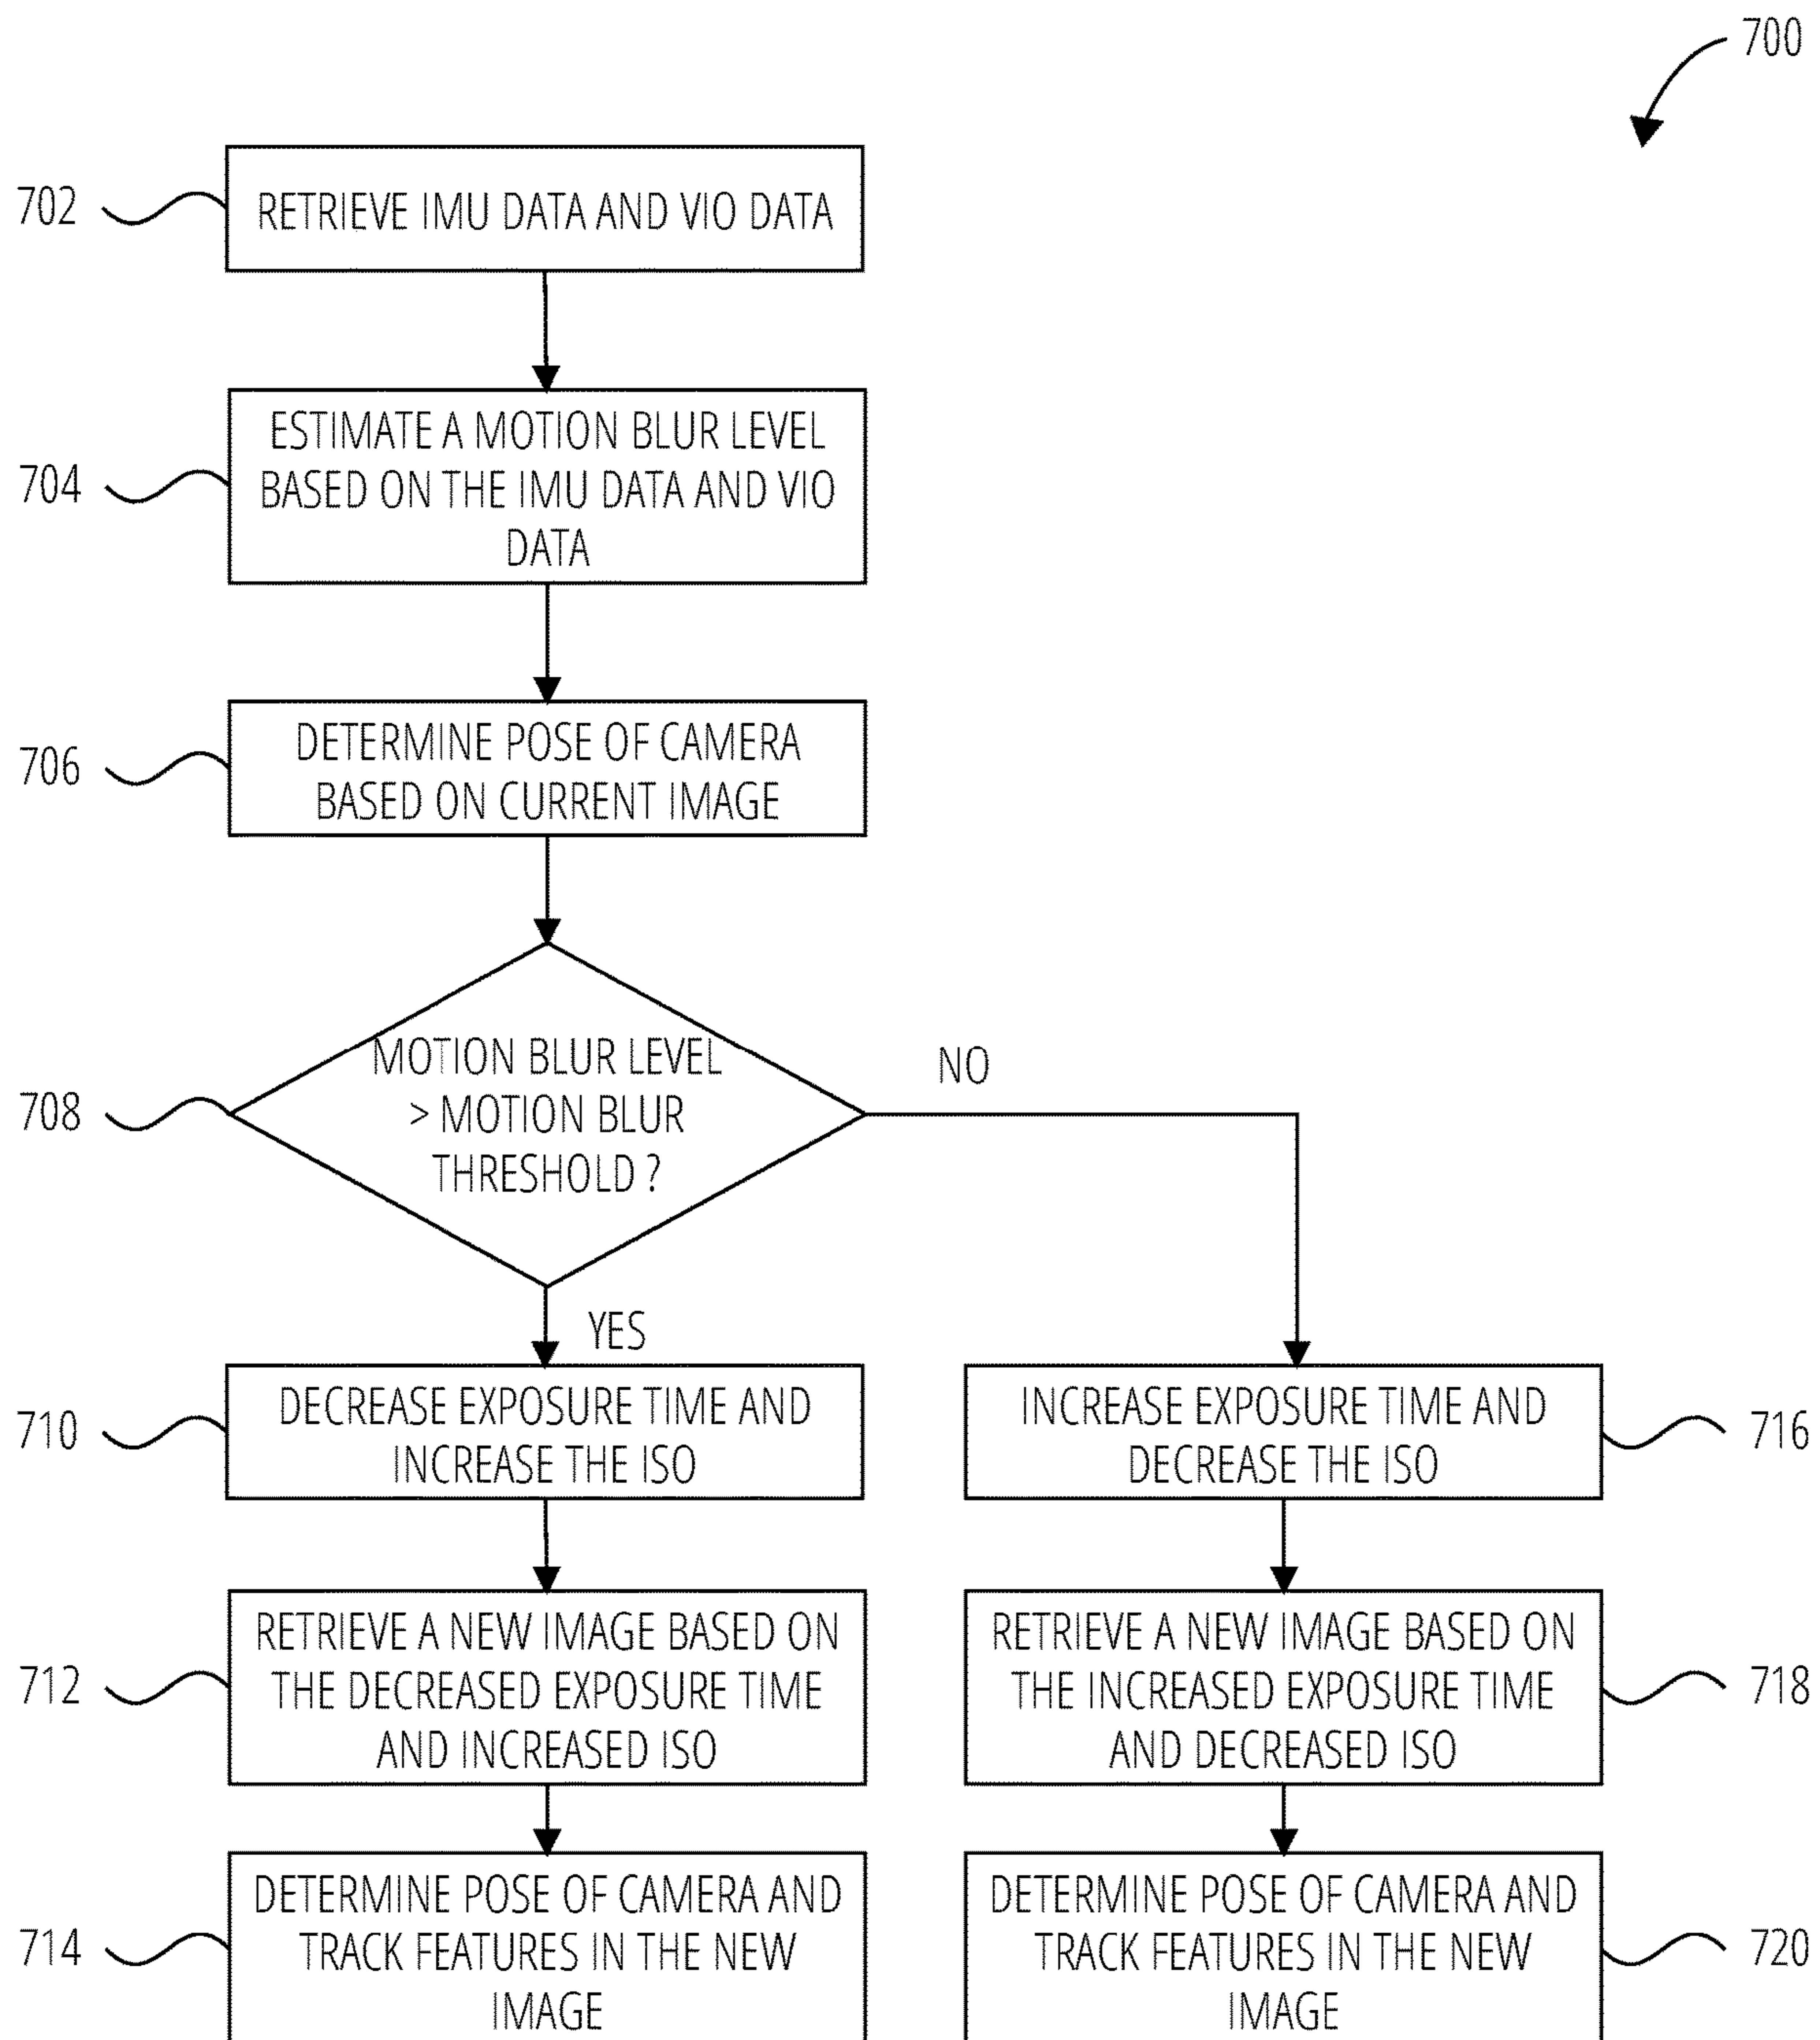 700
702
RETRIEVE IMU DATA AND VIO DATA
704
ESTIMATE A MOTION BLUR LEVEL
BASED ON THE IMU DATA AND VIO
DATA
706
DETERMINE POSE OF CAMERA
BASED ON CURRENT IMAGE
708
MOTION BLUR LEVEL
> MOTION BLUR
THRESHOLD ?
NO
YES
710
DECREASE EXPOSURE TIME AND
INCREASE THE ISO
712
RETRIEVE A NEW IMAGE BASED ON
THE DECREASED EXPOSURE TIME
AND INCREASED ISO
714
DETERMINE POSE OF CAMERA AND
TRACK FEATURES IN THE NEW
IMAGE
INCREASE EXPOSURE TIME AND
DECREASE THE ISO
716
RETRIEVE A NEW IMAGE BASED ON
THE INCREASED EXPOSURE TIME
AND DECREASED ISO
718
DETERMINE POSE OF CAMERA AND
TRACK FEATURES IN THE NEW
IMAGE
720